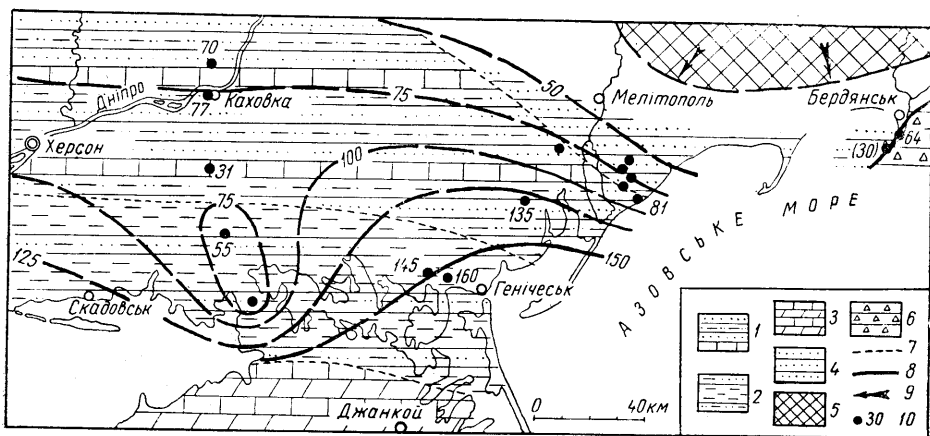 70
50
Мелітополь
Бердянськ
Дніпро
77
Каховка
75
64
(30)
Херсон
31
100
75
135
81
55
125
145
160
150
Генічеськ
Скадовськ
АЗОВСЬКЕ МОРЕ
Джанкой
0 40км
1
2
3
4
5
6
7
8
9
30 10